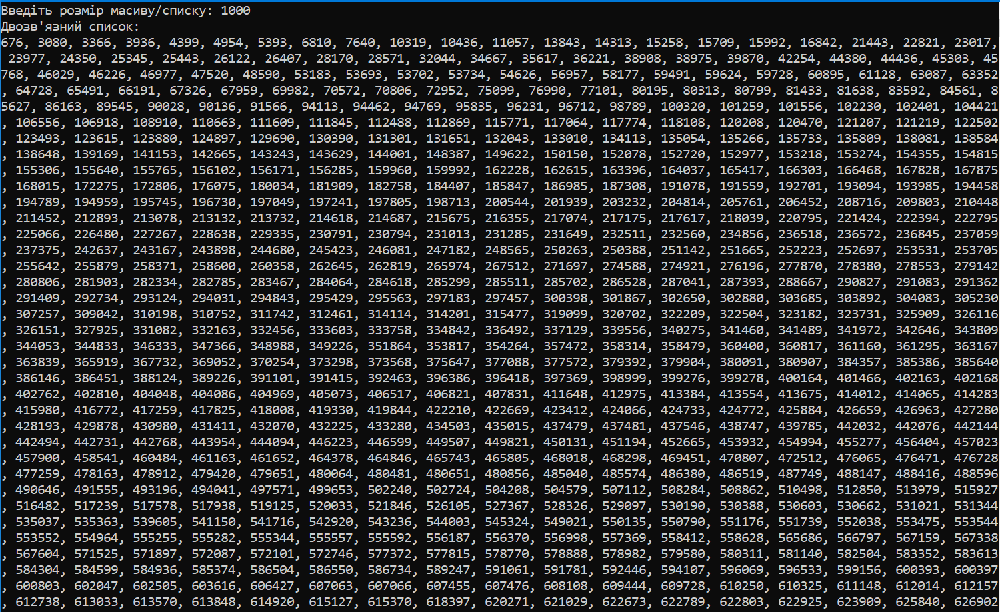 Введіть розмір масиву/списку: 1000
Двозв'язний список:
676, 3080, 3366, 3936, 4399, 4954, 5393, 6810, 7640, 10319, 10436, 11057, 13843, 14313, 15258, 15709, 15992, 16842, 21443, 22821, 23017,
 23977, 24350, 25345, 25443, 26122, 26407, 28170, 28571, 32044, 34667, 35617, 36221, 38908, 38975, 39870, 42254, 44380, 44436, 45303, 45
768, 46029, 46226, 46977, 47520, 48590, 53183, 53693, 53702, 53734, 54626, 56957, 58177, 59491, 59624, 59728, 60895, 61128, 63087, 63352
, 64728, 65491, 66191, 67326, 67959, 69982, 70572, 70806, 72952, 75099, 76990, 77101, 80195, 80313, 80799, 81433, 81638, 83592, 84561, 8
5627, 86163, 89545, 90028, 90136, 91566, 94113, 94462, 94769, 95835, 96231, 96712, 98789, 100320, 101259, 101556, 102230, 102401, 104421
, 106556, 106918, 108910, 110663, 111609, 111845, 112488, 112869, 115771, 117064, 117774, 118108, 120208, 120470, 121207, 121219, 122502
, 123493, 123615, 123880, 124897, 129690, 130390, 131301, 131651, 132043, 133010, 134113, 135054, 135266, 135733, 135809, 138081, 138584
, 138648, 139169, 141153, 142665, 143243, 143629, 144001, 148387, 149622, 150150, 152078, 152720, 152977, 153218, 153274, 154355, 154815
, 155306, 155640, 155765, 156102, 156171, 156285, 159960, 159992, 162228, 162615, 163396, 164037, 165417, 166303, 166468, 167828, 167875
, 168015, 172275, 172806, 176075, 180034, 181909, 182758, 184407, 185847, 186985, 187308, 191078, 191559, 192701, 193094, 193985, 194458
, 194789, 194959, 195745, 196730, 197049, 197241, 197805, 198713, 200544, 201939, 203232, 204814, 205761, 206452, 208716, 209803, 210448
, 211452, 212893, 213078, 213132, 213732, 214618, 214687, 215675, 216355, 217074, 217175, 217617, 218039, 220795, 221424, 222394, 222795
, 225066, 226480, 227267, 228638, 229335, 230791, 230794, 231013, 231285, 231649, 232511, 232560, 234856, 236518, 236572, 236845, 237059
, 237375, 242637, 243167, 243898, 244680, 245423, 246081, 247182, 248565, 250263, 250388, 251142, 251665, 252223, 252697, 253531, 253705
, 255642, 255879, 258371, 258600, 260358, 262645, 262819, 265974, 267512, 271697, 274588, 274921, 276196, 277870, 278380, 278553, 279142
, 280806, 281903, 282334, 282785, 283467, 284064, 284618, 285299, 285511, 285702, 286528, 287041, 287393, 288667, 290827, 291083, 291362
, 291409, 292734, 293124, 294031, 294843, 295429, 295563, 297183, 297457, 300398, 301867, 302650, 302880, 303685, 303892, 304083, 305230
, 307257, 309042, 310198, 310752, 311742, 312461, 314114, 314201, 315477, 319099, 320702, 322209, 322504, 323182, 323731, 325909, 326116
, 326151, 327925, 331082, 332163, 332456, 333603, 333758, 334842, 336492, 337129, 339556, 340275, 341460, 341489, 341972, 342646, 343809
, 344053, 344833, 346333, 347366, 348988, 349226, 351864, 353817, 354264, 357472, 358314, 358479, 360400, 360817, 361160, 361295, 363167
, 363839, 365919, 367732, 369052, 370254, 373298, 373568, 375647, 377088, 377572, 379392, 379904, 380091, 380907, 384357, 385386, 385640
, 386146, 386451, 388124, 389226, 391101, 391415, 392463, 396386, 396418, 397369, 398999, 399276, 399278, 400164, 401466, 402163, 402168
, 402762, 402810, 404048, 404086, 404969, 405073, 406517, 406821, 407831, 411648, 412975, 413384, 413554, 413675, 414012, 414065, 414283
, 415980, 416772, 417259, 417825, 418008, 419330, 419844, 422210, 422669, 423412, 424066, 424733, 424772, 425884, 426659, 426963, 427280
, 428193, 429878, 430980, 431411, 432070, 432225, 433280, 434503, 435015, 437479, 437481, 437546, 438747, 439785, 442032, 442076, 442144
, 442494, 442731, 442768, 443954, 444094, 446223, 446599, 449507, 449821, 450131, 451194, 452665, 453932, 454994, 455277, 456404, 457023
, 457900, 458541, 460484, 461163, 461652, 464378, 464846, 465743, 465805, 468018, 468298, 469451, 470807, 472512, 476065, 476471, 476728
, 477259, 478163, 478912, 479420, 479651, 480064, 480481, 480651, 480856, 485040, 485574, 486380, 486519, 487749, 488147, 488416, 488596
, 490646, 491555, 493196, 494041, 497571, 499653, 502240, 502724, 504208, 504579, 507112, 508284, 508862, 510498, 512850, 513979, 515927
, 516482, 517239, 517578, 517938, 519125, 520033, 521846, 526105, 527367, 528326, 529097, 530190, 530388, 530603, 530662, 531021, 531344
, 535037, 535363, 539605, 541150, 541716, 542920, 543236, 544003, 545324, 549021, 550135, 550790, 551176, 551739, 552038, 553475, 553544
, 553552, 554964, 555255, 555282, 555344, 555557, 555592, 556187, 556370, 556998, 557369, 558412, 558628, 565686, 566797, 567159, 567338
, 567604, 571525, 571897, 572087, 572101, 572746, 577372, 577815, 578770, 578888, 578982, 579580, 580311, 581140, 582504, 583352, 583613
, 584304, 584599, 584936, 585374, 586504, 586550, 586734, 589247, 591061, 591781, 592446, 594107, 596069, 596533, 599156, 600393, 600397
, 600803, 602047, 602505, 603616, 606427, 607063, 607066, 607455, 607476, 608108, 609444, 609728, 610250, 610325, 611148, 612014, 612157
, 612738, 613033, 613570, 613848, 614920, 615127, 615370, 618397, 620271, 621029, 622673, 622789, 622803, 622925, 623909, 625840, 626902